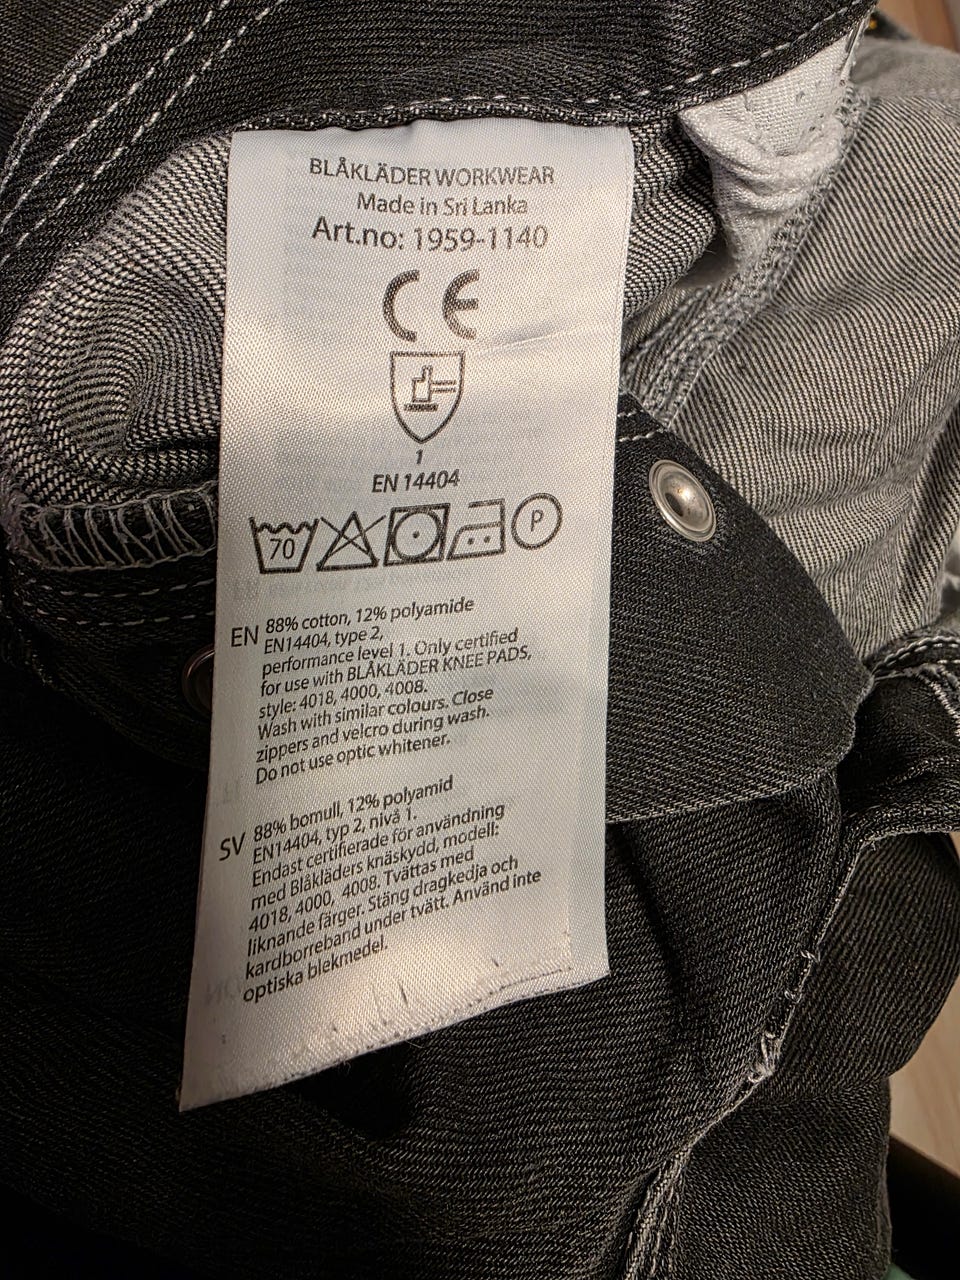 BLÅKLÄDER WORKWEAR
Made in Sri Lanka
Art.no: 1959-1140
CE
1
EN 14404
70 P
EN 88% cotton, 12% polyamide
EN14404, type 2,
performance level 1. Only certified
for use with BLÅKLÄDER KNEE PADS,
style: 4018, 4000, 4008.
Wash with similar colours. Close
zippers and velcro during wash.
Do not use optic whitener.
SV 88% bomull, 12% polyamid
EN14404, typ 2, nivå 1.
Endast certifierade för användning
med Blåkläders knäskydd, modell:
4018, 4000, 4008. Tvättas med
liknande färger. Stäng dragkedja och
kardborreband under tvätt. Använd inte
optiska blekmedel.